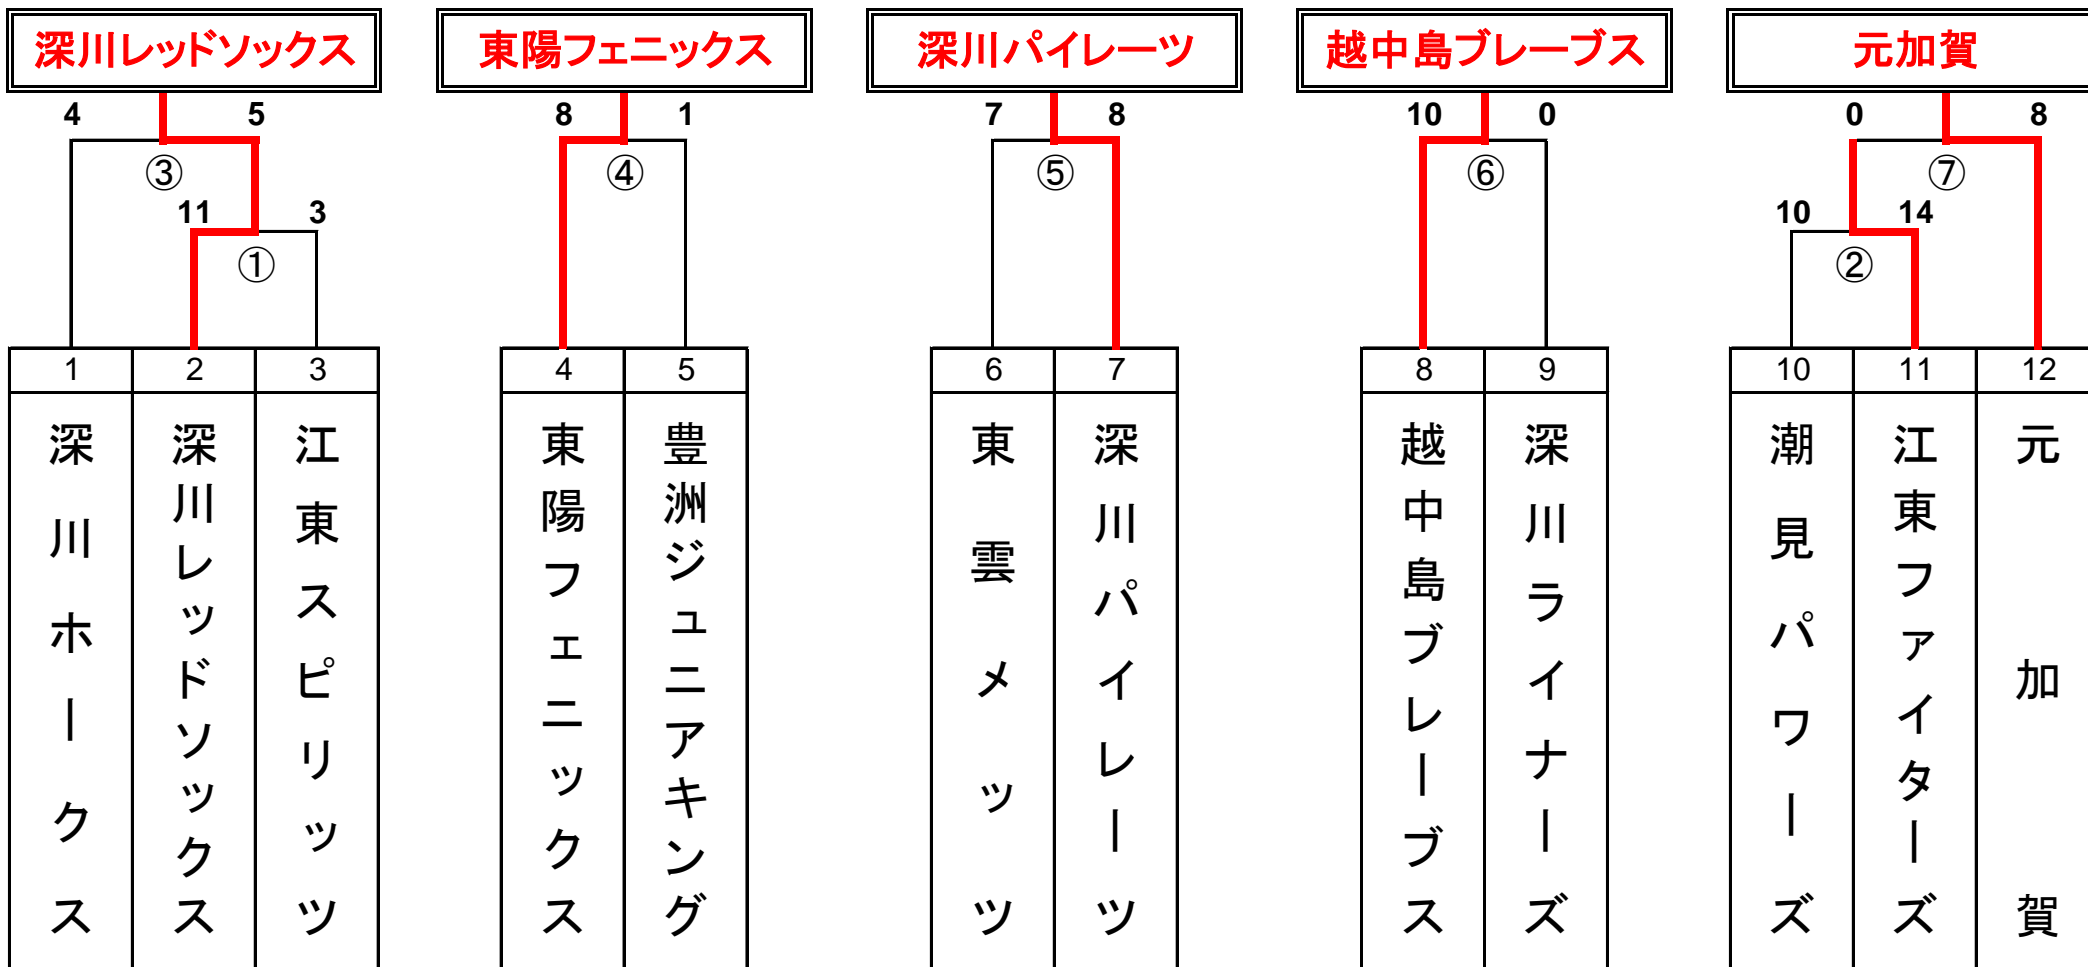 深川レッドソックス
東陽フェニックス
深川パイレーツ
越中島ブレーブス
元加賀
4 5
8 1
7 8
10 0
0 8
③
④
⑤
⑥
⑦
11 3
10 14
①
②
1 2 3
4 5
6 7
8 9
10 11 12
深川ホークス
深川レッドソックス
江東スピリッツ
東陽フェニックス
豊洲ジュニアキング
東雲メッツ
深川パイレーツ
越中島ブレーブス
深川ライナーズ
潮見パワーズ
江東ファイターズ
元加賀